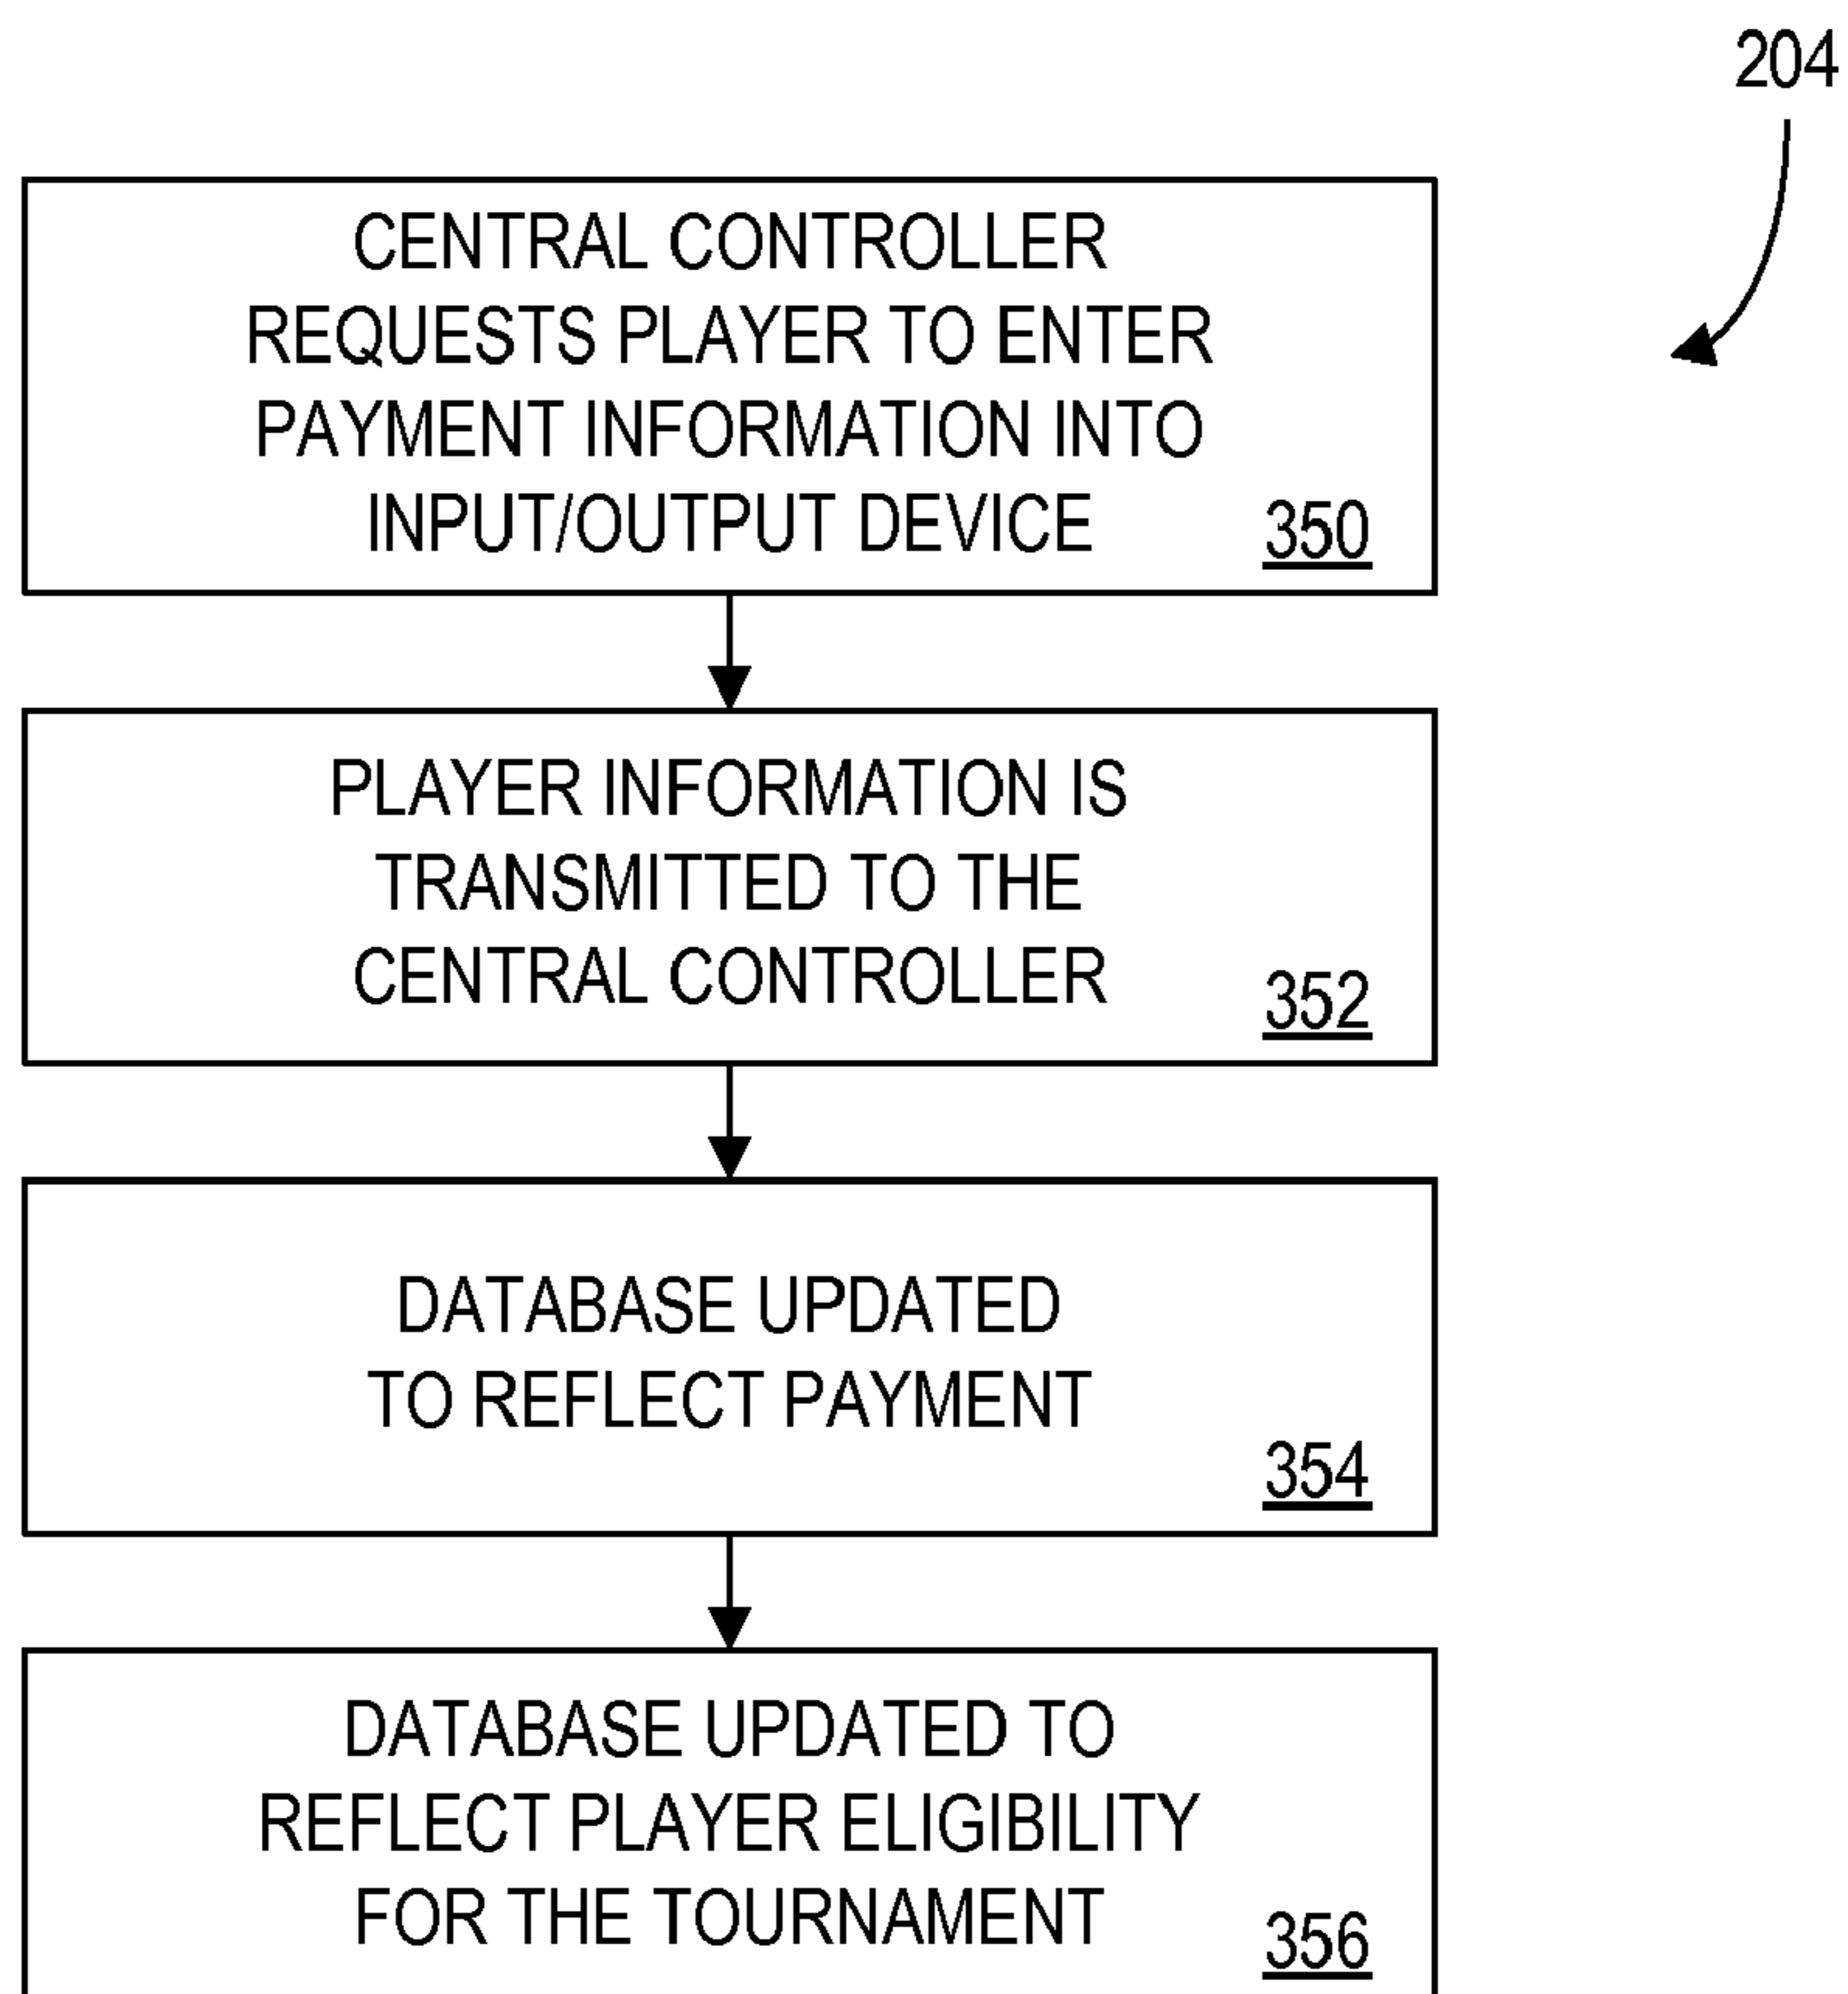 204
CENTRAL CONTROLLER
REQUESTS PLAYER TO ENTER
PAYMENT INFORMATION INTO
INPUT/OUTPUT DEVICE
350
PLAYER INFORMATION IS
TRANSMITTED TO THE
CENTRAL CONTROLLER
352
DATABASE UPDATED
TO REFLECT PAYMENT
354
DATABASE UPDATED TO
REFLECT PLAYER ELIGIBILITY
FOR THE TOURNAMENT
356